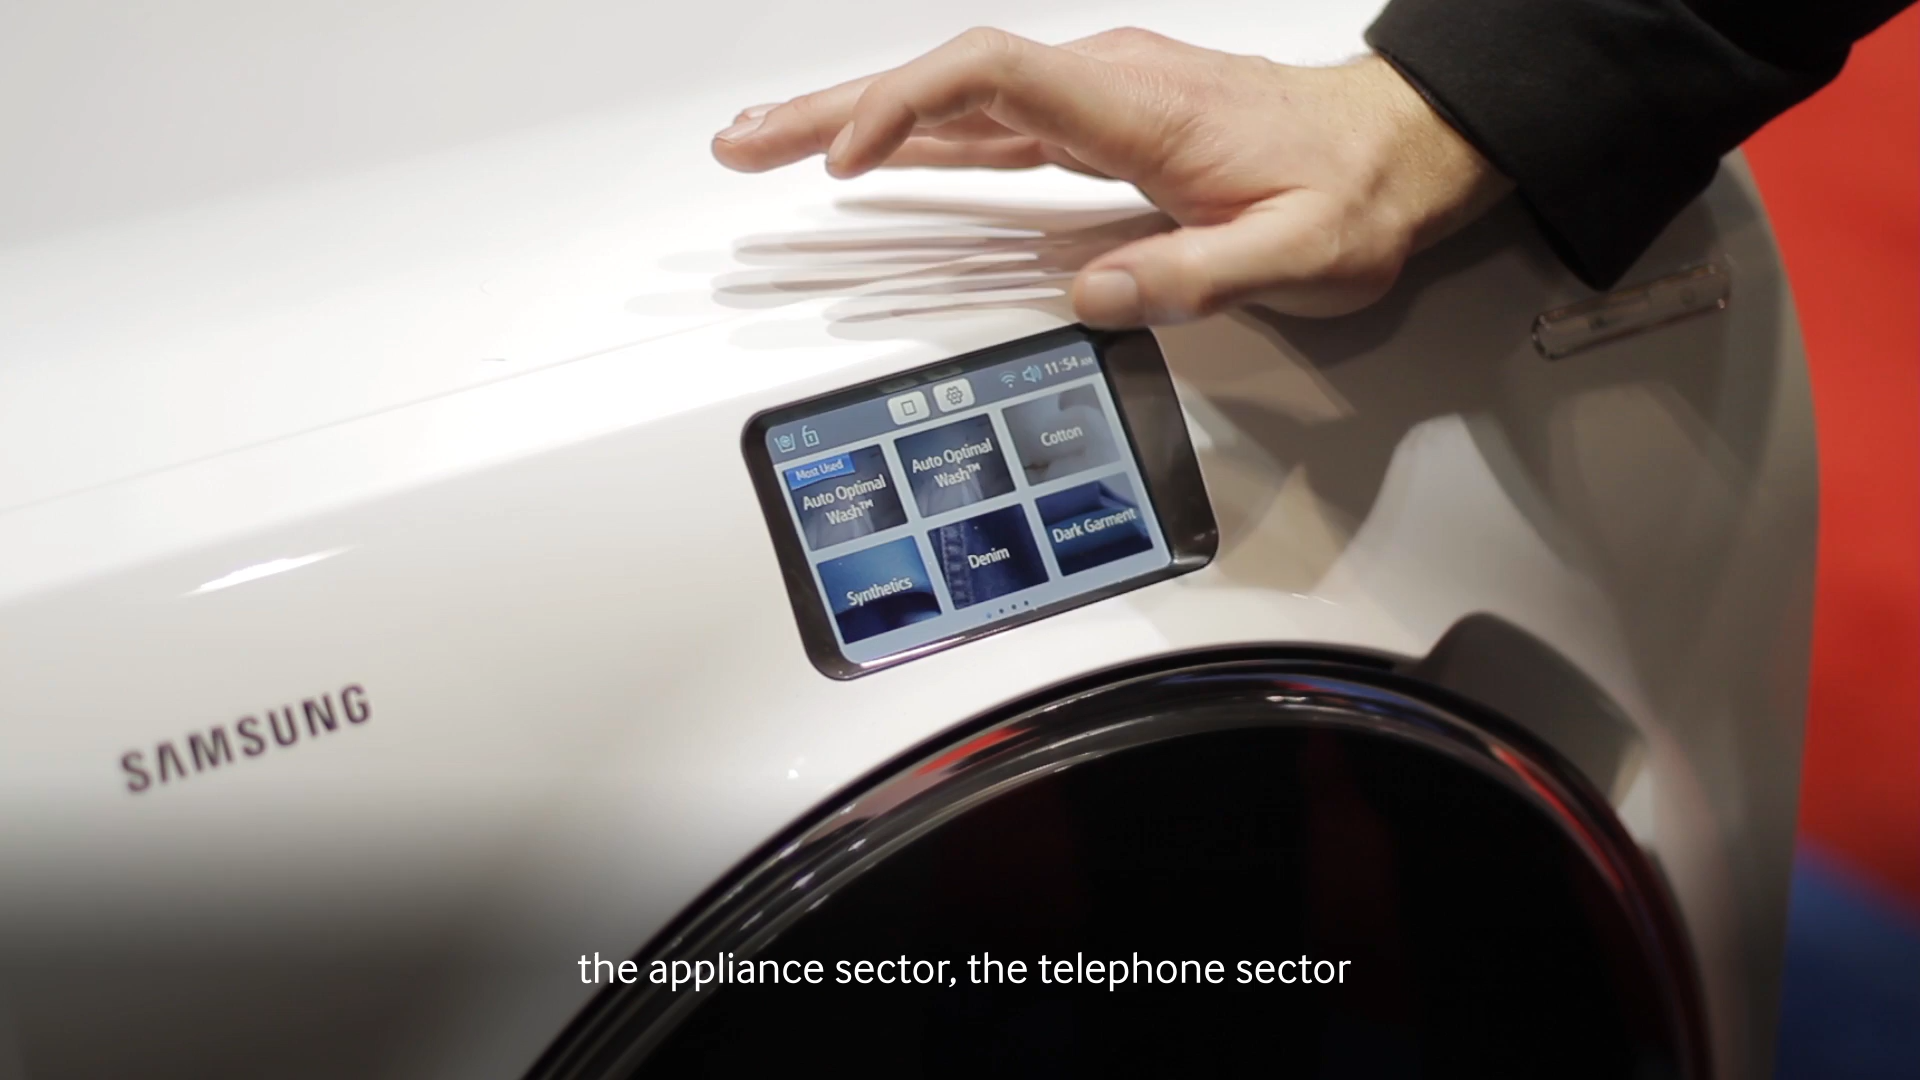 11:54 AM
Most Used
Auto Optimal
Wash™
Auto Optimal
Wash™
Cotton
Synthetics
Denim
Dark Garment
SAMSUNG
the appliance sector, the telephone sector